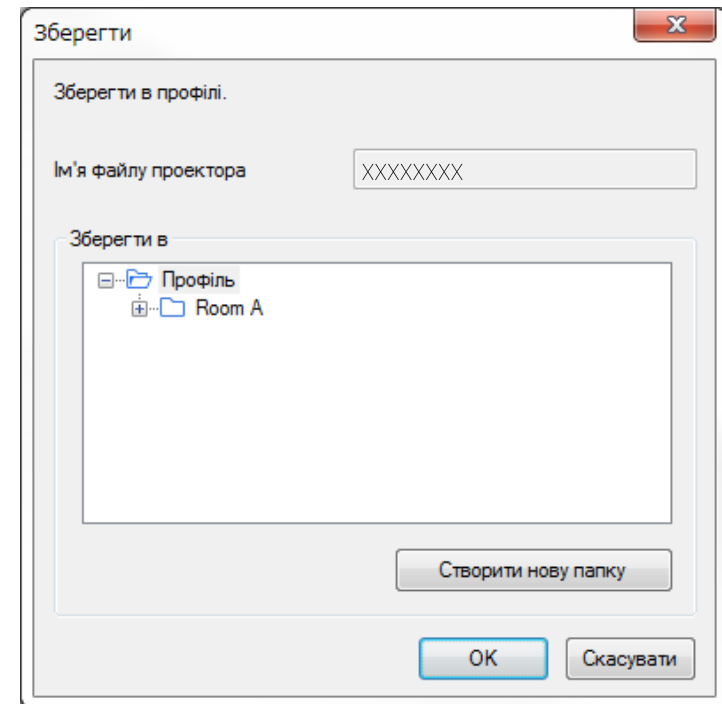 Зберегти
Зберегти в профілі.
Ім'я файлу проектора XXXXXXXX
Зберегти в
Профіль
Room A
Створити нову папку
OK Скасувати